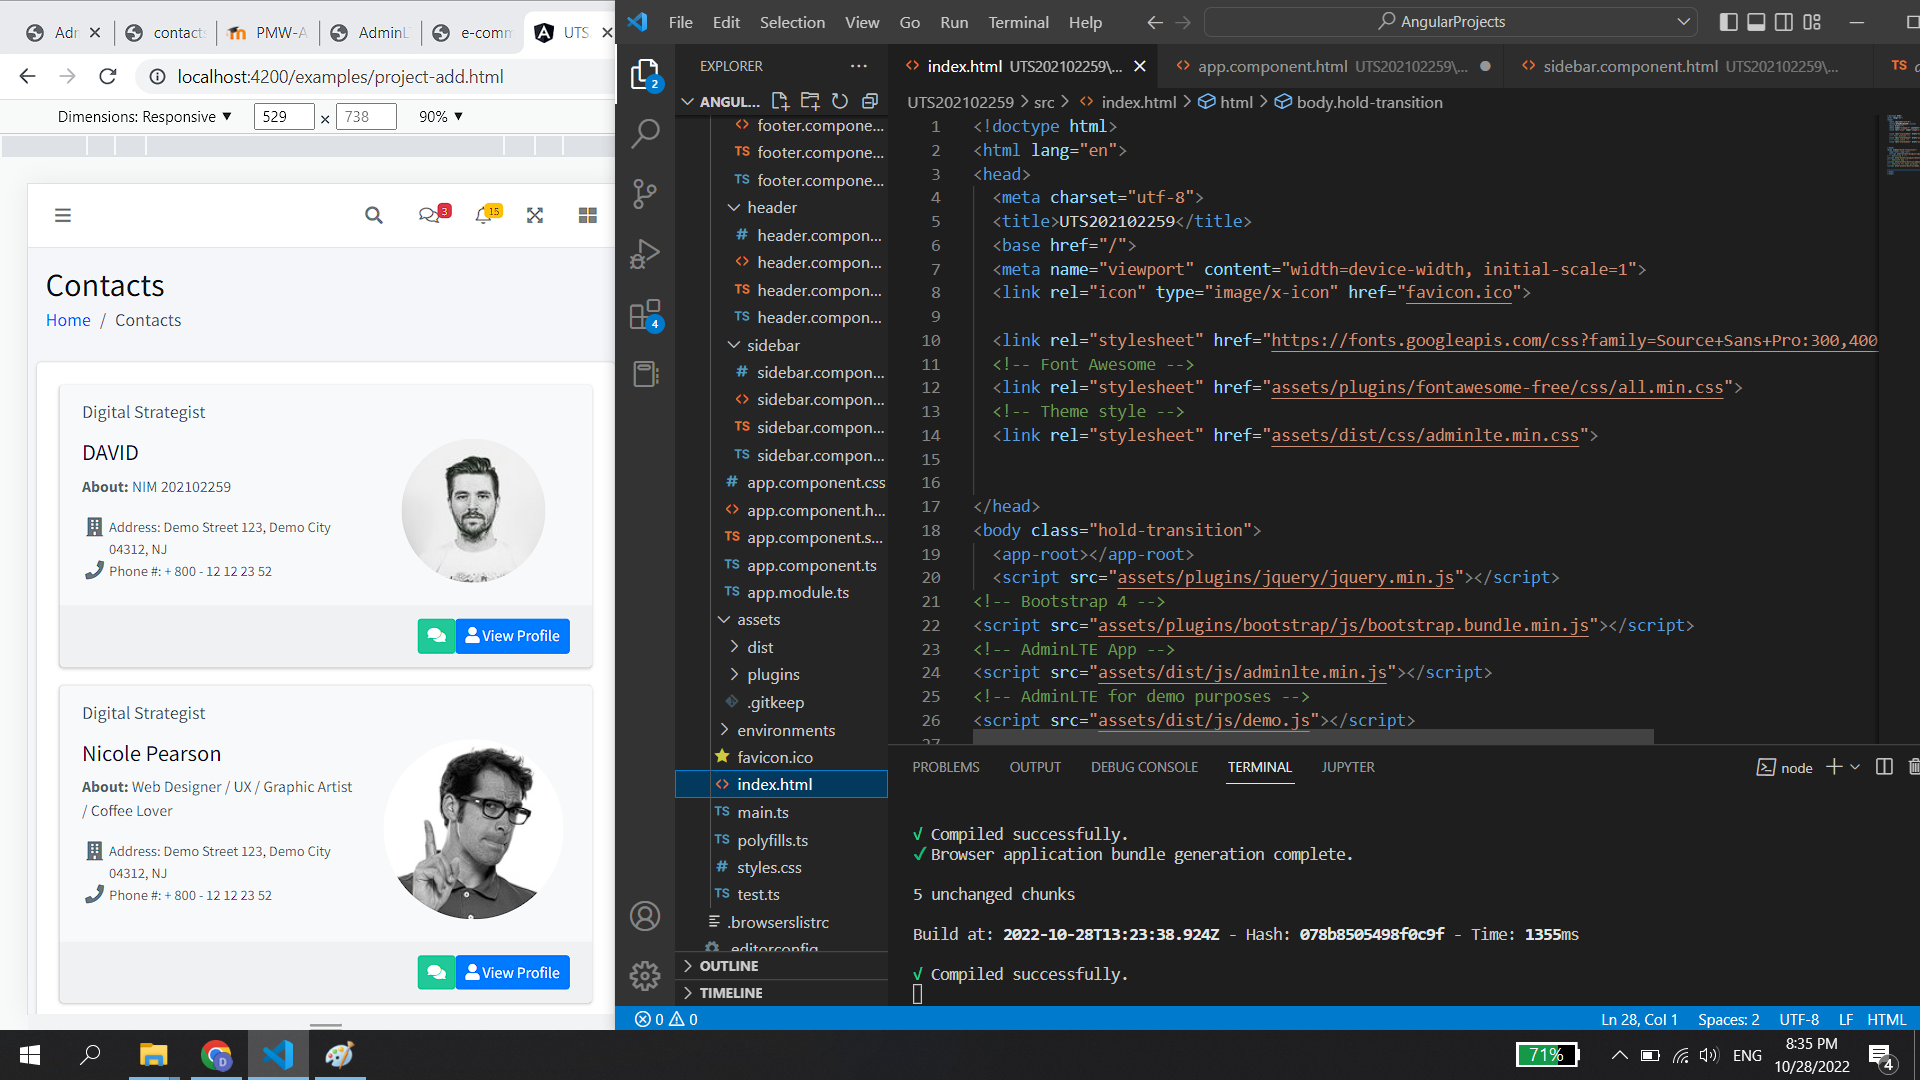 Adr
contact
PMW-A
AdminL
e-comm
UTS
localhost:4200/examples/project-add.html
Dimensions: Responsive ▼ 529 × 738 90% ▼
3
15
Contacts
Home / Contacts
Digital Strategist
DAVID
About: NIM 202102259
Address: Demo Street 123, Demo City
04312, NJ
Phone #: + 800 - 12 12 23 52
View Profile
Digital Strategist
Nicole Pearson
About: Web Designer / UX / Graphic Artist
/ Coffee Lover
Address: Demo Street 123, Demo City
04312, NJ
Phone #: + 800 - 12 12 23 52
View Profile
File Edit Selection View Go Run Terminal Help
AngularProjects
2
4
EXPLORER ...
ANGUL...
footer.compone...
TS footer.compone...
TS footer.compone...
header
# header.compon...
header.compon...
TS header.compon...
TS header.compon...
sidebar
# sidebar.compon...
sidebar.compon...
TS sidebar.compon...
TS sidebar.compon...
# app.component.css
app.component.h...
TS app.component.s...
TS app.component.ts
TS app.module.ts
assets
dist
plugins
.gitkeep
environments
favicon.ico
index.html
TS main.ts
TS polyfills.ts
# styles.css
TS test.ts
.browserslistrc
.editorconfig
OUTLINE
TIMELINE
index.html UTS202102259\...
app.component.html UTS202102259\...
sidebar.component.html UTS202102259\...
TS
UTS202102259 > src > index.html > html > body.hold-transition
1 <!doctype html>
2 <html lang="en">
3 <head>
4 <meta charset="utf-8">
5 <title>UTS202102259</title>
6 <base href="/">
7 <meta name="viewport" content="width=device-width, initial-scale=1">
8 <link rel="icon" type="image/x-icon" href="favicon.ico">
9
10 <link rel="stylesheet" href="https://fonts.googleapis.com/css?family=Source+Sans+Pro:300,400
11 <!-- Font Awesome -->
12 <link rel="stylesheet" href="assets/plugins/fontawesome-free/css/all.min.css">
13 <!-- Theme style -->
14 <link rel="stylesheet" href="assets/dist/css/adminlte.min.css">
15
16
17 </head>
18 <body class="hold-transition">
19 <app-root></app-root>
20 <script src="assets/plugins/jquery/jquery.min.js"></script>
21 <!-- Bootstrap 4 -->
22 <script src="assets/plugins/bootstrap/js/bootstrap.bundle.min.js"></script>
23 <!-- AdminLTE App -->
24 <script src="assets/dist/js/adminlte.min.js"></script>
25 <!-- AdminLTE for demo purposes -->
26 <script src="assets/dist/js/demo.js"></script>
27
PROBLEMS OUTPUT DEBUG CONSOLE TERMINAL JUPYTER
node
√ Compiled successfully.
✓ Browser application bundle generation complete.
5 unchanged chunks
Build at: 2022-10-28T13:23:38.924Z - Hash: 078b8505498f0c9f - Time: 1355ms
√ Compiled successfully.
0 0
Ln 28, Col 1 Spaces: 2 UTF-8 LF HTML
D
71%
ENG
8:35 PM
10/28/2022
4